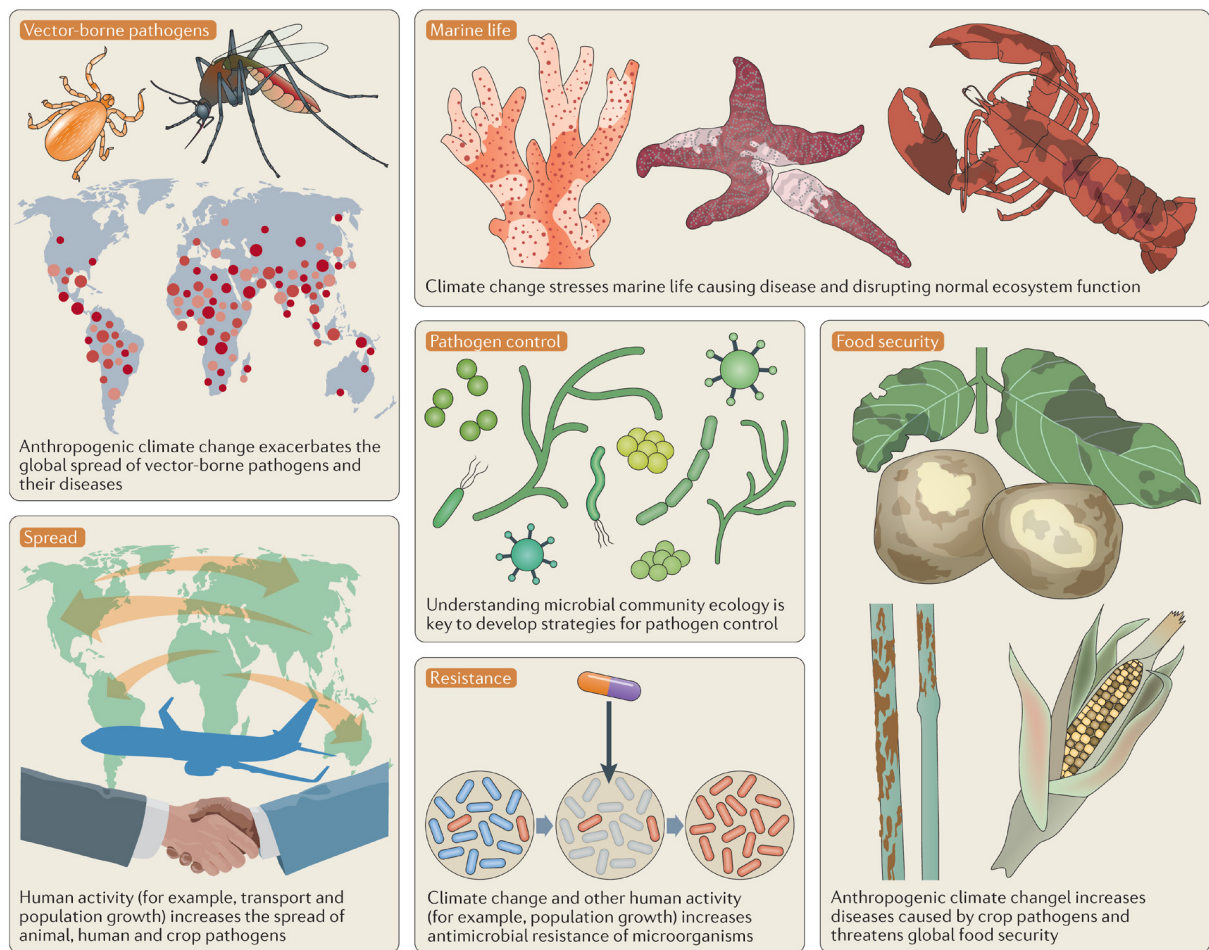 Vector-borne pathogens
Anthropogenic climate change exacerbates the
global spread of vector-borne pathogens and
their diseases
Marine life
Climate change stresses marine life causing disease and disrupting normal ecosystem function
Pathogen control
Understanding microbial community ecology is
key to develop strategies for pathogen control
Food security
Anthropogenic climate changel increases
diseases caused by crop pathogens and
threatens global food security
Spread
Human activity (for example, transport and
population growth) increases the spread of
animal, human and crop pathogens
Resistance
Climate change and other human activity
(for example, population growth) increases
antimicrobial resistance of microorganisms